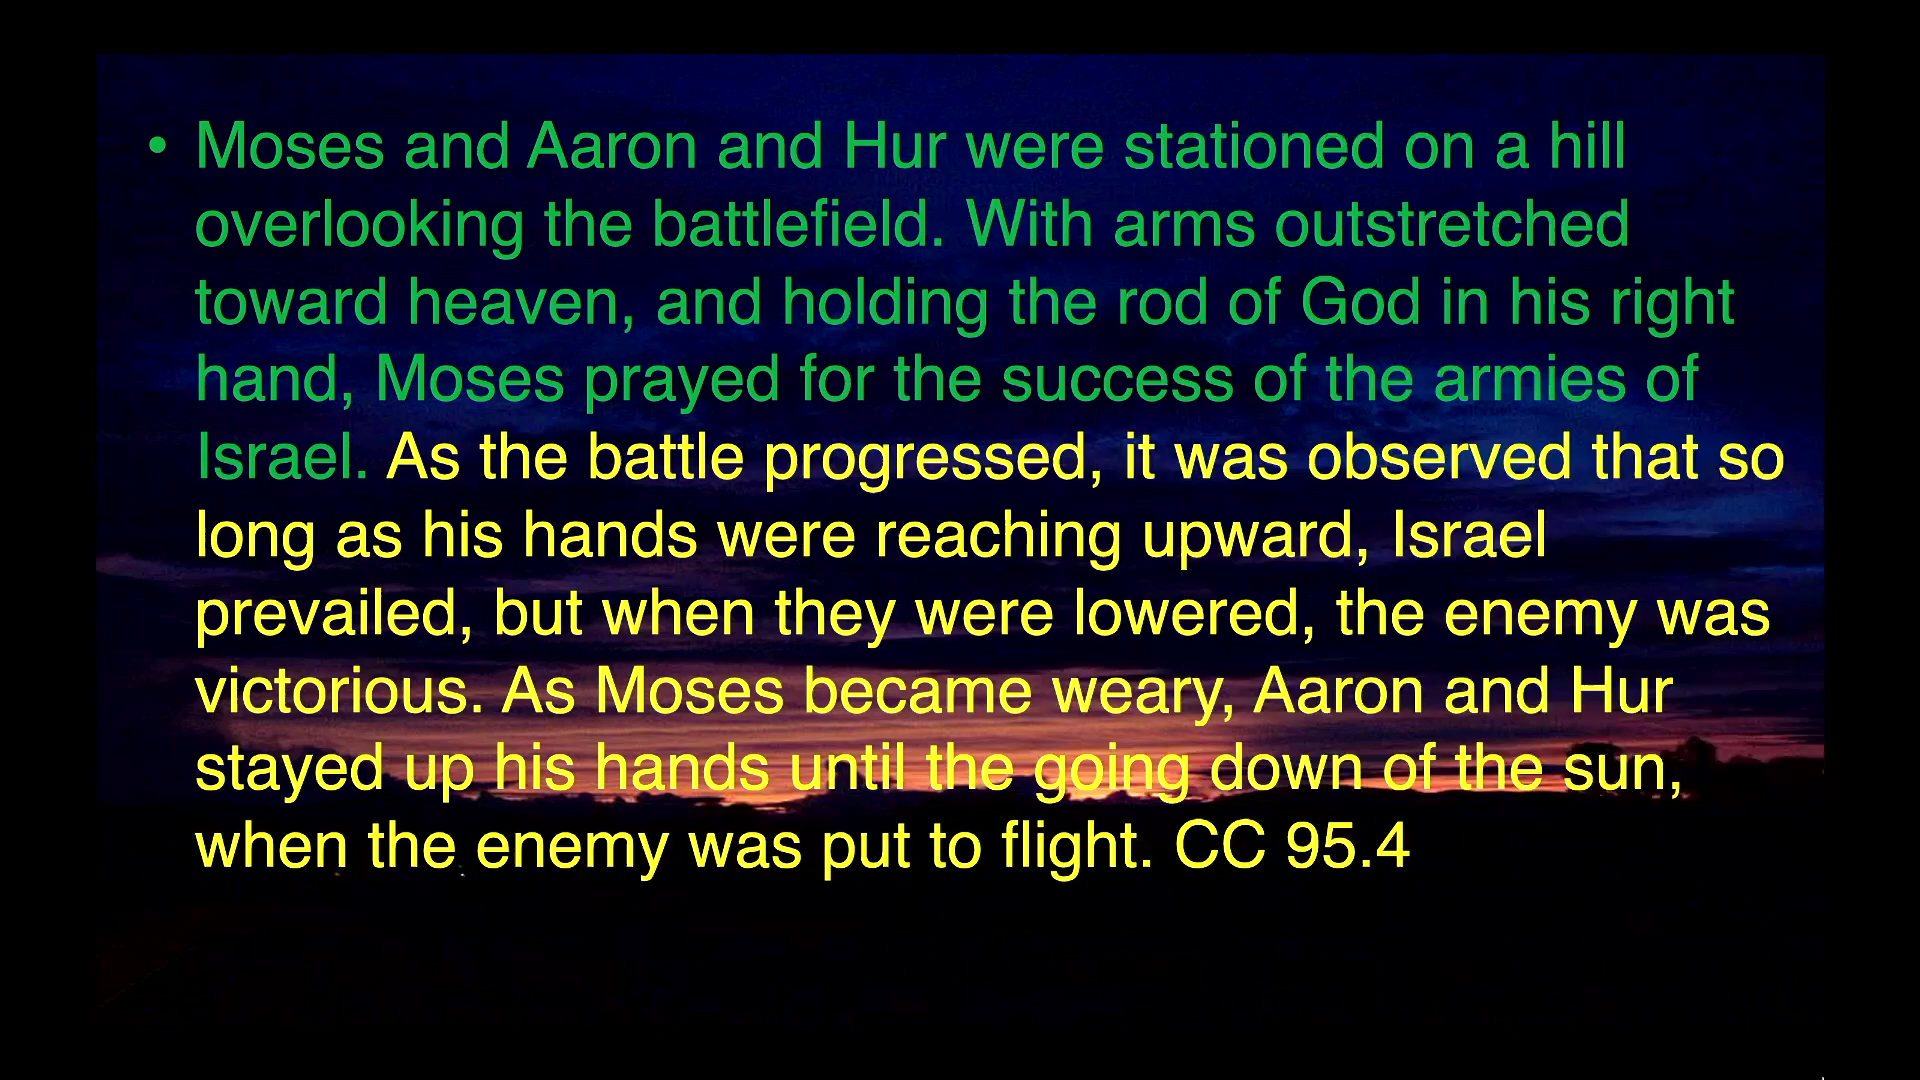 • Moses and Aaron and Hur were stationed on a hill
overlooking the battlefield. With arms outstretched
toward heaven, and holding the rod of God in his right
hand, Moses prayed for the success of the armies of
Israel. As the battle progressed, it was observed that so
long as his hands were reaching upward, Israel
prevailed, but when they were lowered, the enemy was
victorious. As Moses became weary, Aaron and Hur
stayed up his hands until the going down of the sun,
when the enemy was put to flight. CC 95.4